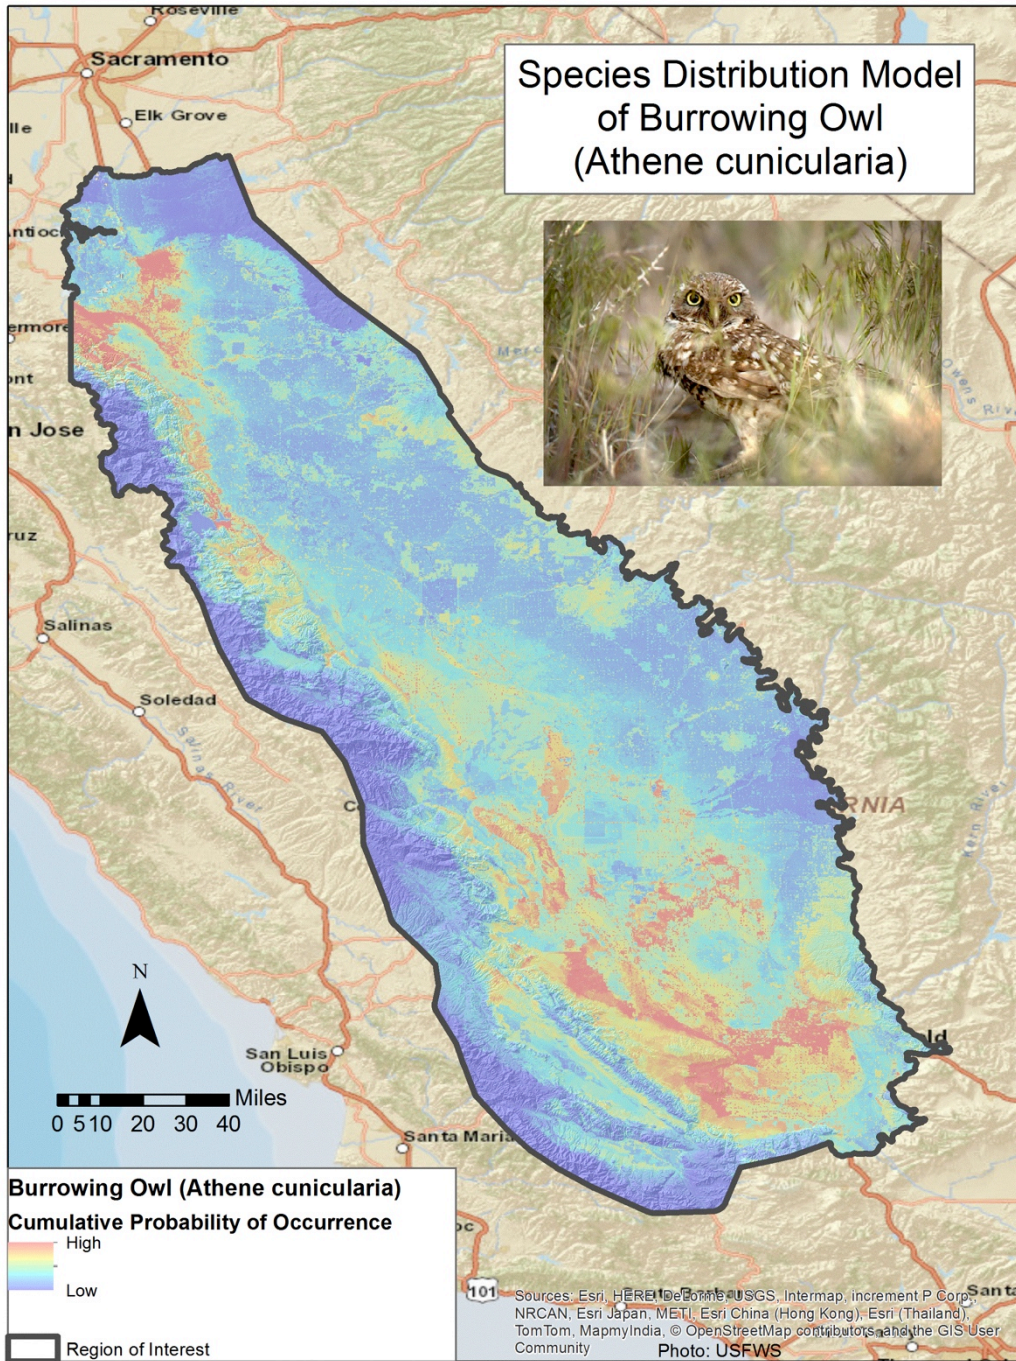 Roseville
Sacramento
Elk Grove
Species Distribution Model
of Burrowing Owl
(Athene cunicularia)
lle
Antioc
ermore
ont
n Jose
ruz
Owens
Salinas
Soledad
Salinas River
RNIA
Kern River
N
San Luis
Obispo
ld
Miles
0 5 10 20 30 40
Santa Maria
Burrowing Owl (Athene cunicularia)
Cumulative Probability of Occurrence
High
Low
Region of Interest
oc
101
Santa
Sources: Esri, HERE, DeLorme, USGS, Intermap, increment P Corp.,
NRCAN, Esri Japan, METI, Esri China (Hong Kong), Esri (Thailand),
TomTom, MapmyIndia, © OpenStreetMap contributors, and the GIS User
Community
Photo: USFWS